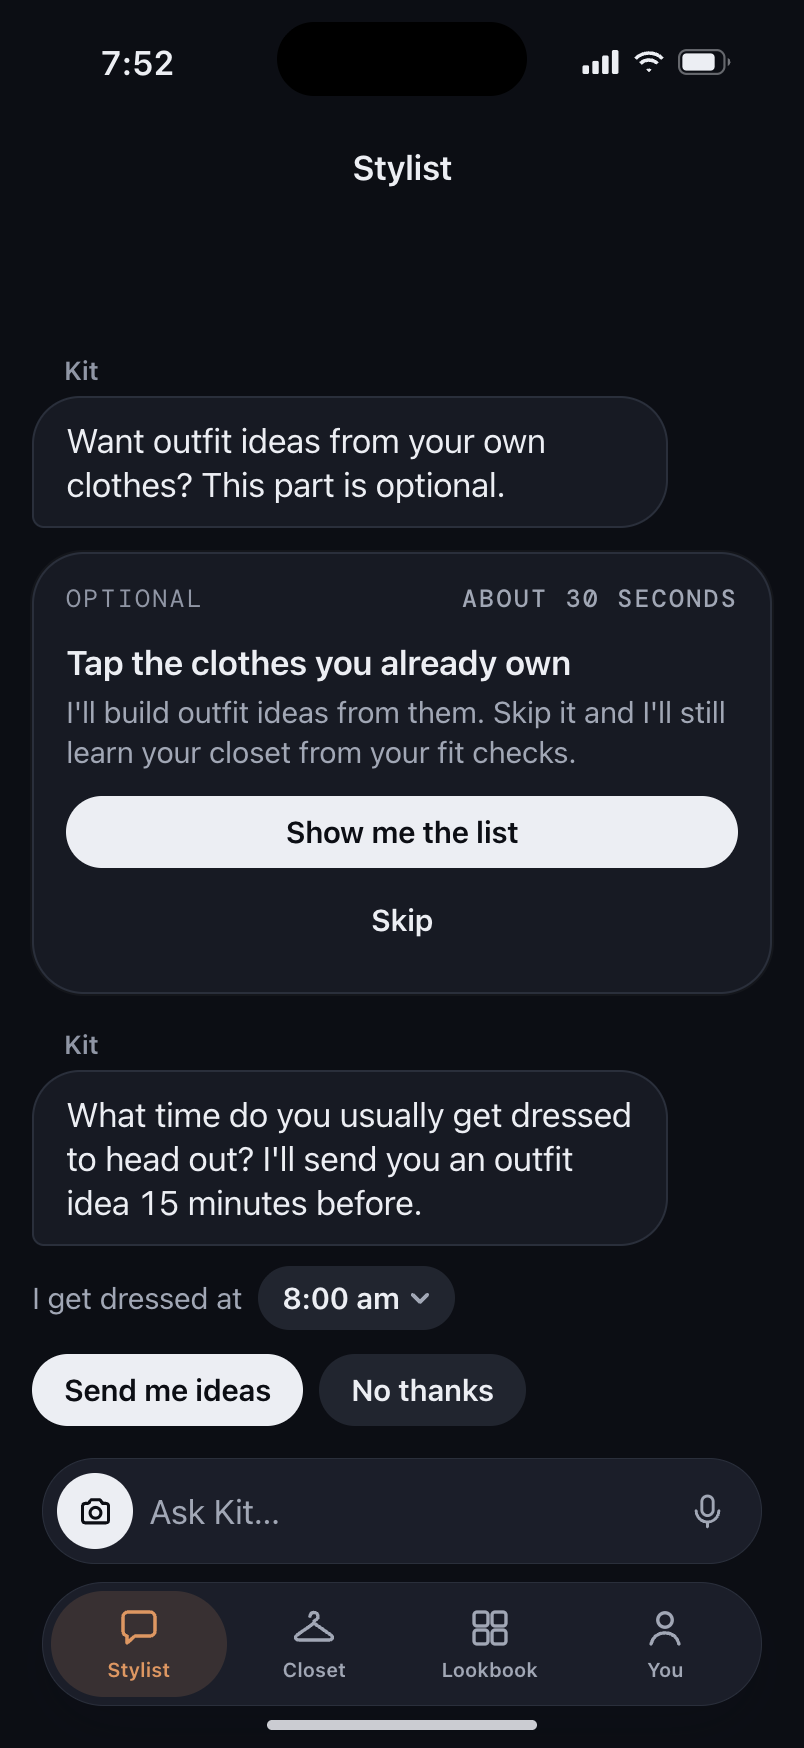 7:52
Stylist
Kit
Want outfit ideas from your own
clothes? This part is optional.
OPTIONAL ABOUT 30 SECONDS
Tap the clothes you already own
I'll build outfit ideas from them. Skip it and I'll still
learn your closet from your fit checks.
Show me the list
Skip
Kit
What time do you usually get dressed
to head out? I'll send you an outfit
idea 15 minutes before.
I get dressed at 8:00 am
Send me ideas No thanks
Ask Kit...
Stylist Closet Lookbook You